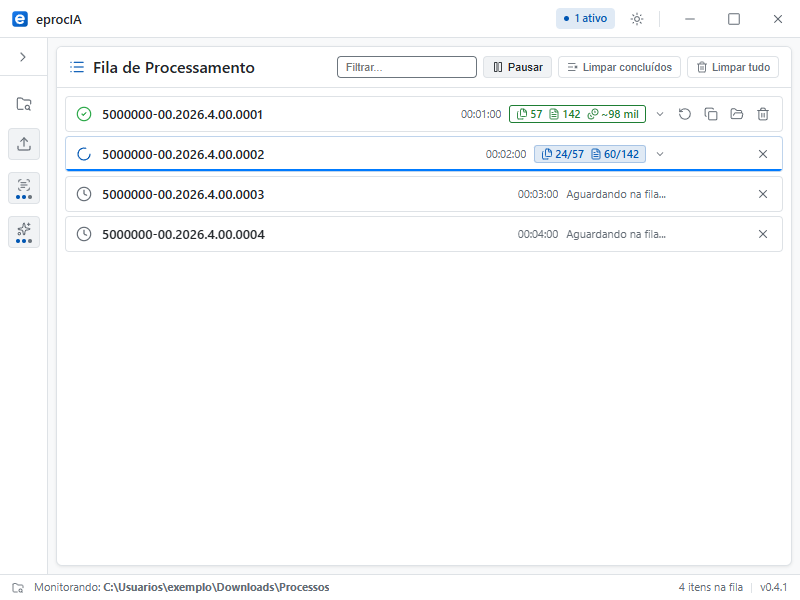 eprocIA
1 ativo
Fila de Processamento
Filtrar...
Pausar
Limpar concluídos
Limpar tudo
5000000-00.2026.4.00.0001 00:01:00 57 142 ~98 mil
5000000-00.2026.4.00.0002 00:02:00 24/57 60/142
5000000-00.2026.4.00.0003 00:03:00 Aguardando na fila...
5000000-00.2026.4.00.0004 00:04:00 Aguardando na fila...
Monitorando: C:\Usuarios\exemplo\Downloads\Processos
4 itens na fila
v0.4.1